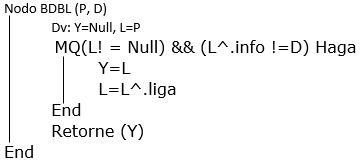 Nodo BDBL (P, D)
Dv: Y=Null, L=P
MQ(L! = Null) && (L^.info !=D) Haga
Y=L
L=L^.liga
End
Retorne (Y)
End